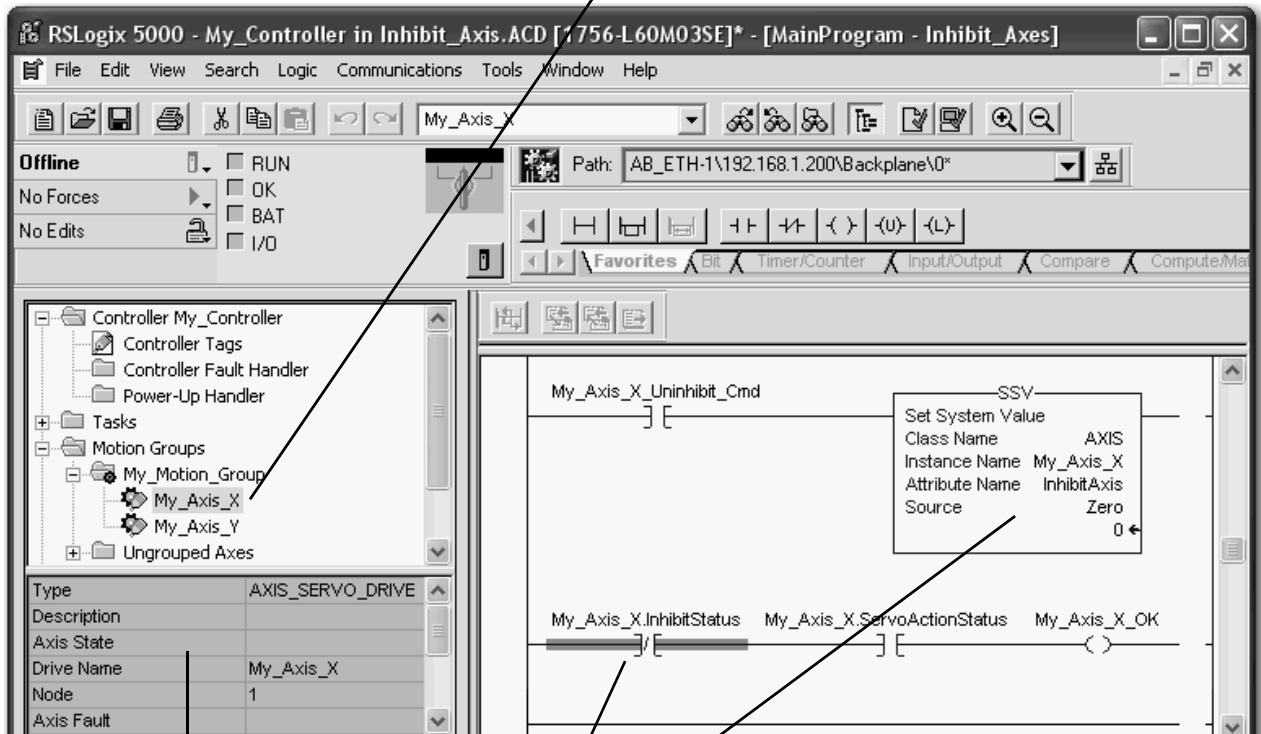 RSLogix 5000 - My_Controller in Inhibit_Axis.ACD [1756-L60M03SE]* - [MainProgram - Inhibit_Axes]
File Edit View Search Logic Communications Tools Window Help
My_Axis_X
Offline
No Forces
No Edits
RUN
OK
BAT
I/O
Path: AB_ETH-1\192.168.1.200\Backplane\0*
Favorites Bit Timer/Counter Input/Output Compare Compute/Mat
Controller My_Controller
Controller Tags
Controller Fault Handler
Power-Up Handler
Tasks
Motion Groups
My_Motion_Group
My_Axis_X
My_Axis_Y
Ungrouped Axes
Type AXIS_SERVO_DRIVE
Description
Axis State
Drive Name My_Axis_X
Node 1
Axis Fault
My_Axis_X_Uninhibit_Cmd
SSV
Set System Value
Class Name AXIS
Instance Name My_Axis_X
Attribute Name InhibitAxis
Source Zero
0
My_Axis_X.InhibitStatus My_Axis_X.ServoActionStatus My_Axis_X_OK